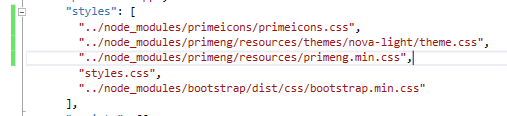 "styles": [
"../node_modules/primeicons/primeicons.css",
"../node_modules/primeng/resources/themes/nova-light/theme.css",
"../node_modules/primeng/resources/primeng.min.css",
"styles.css",
"../node_modules/bootstrap/dist/css/bootstrap.min.css"
],